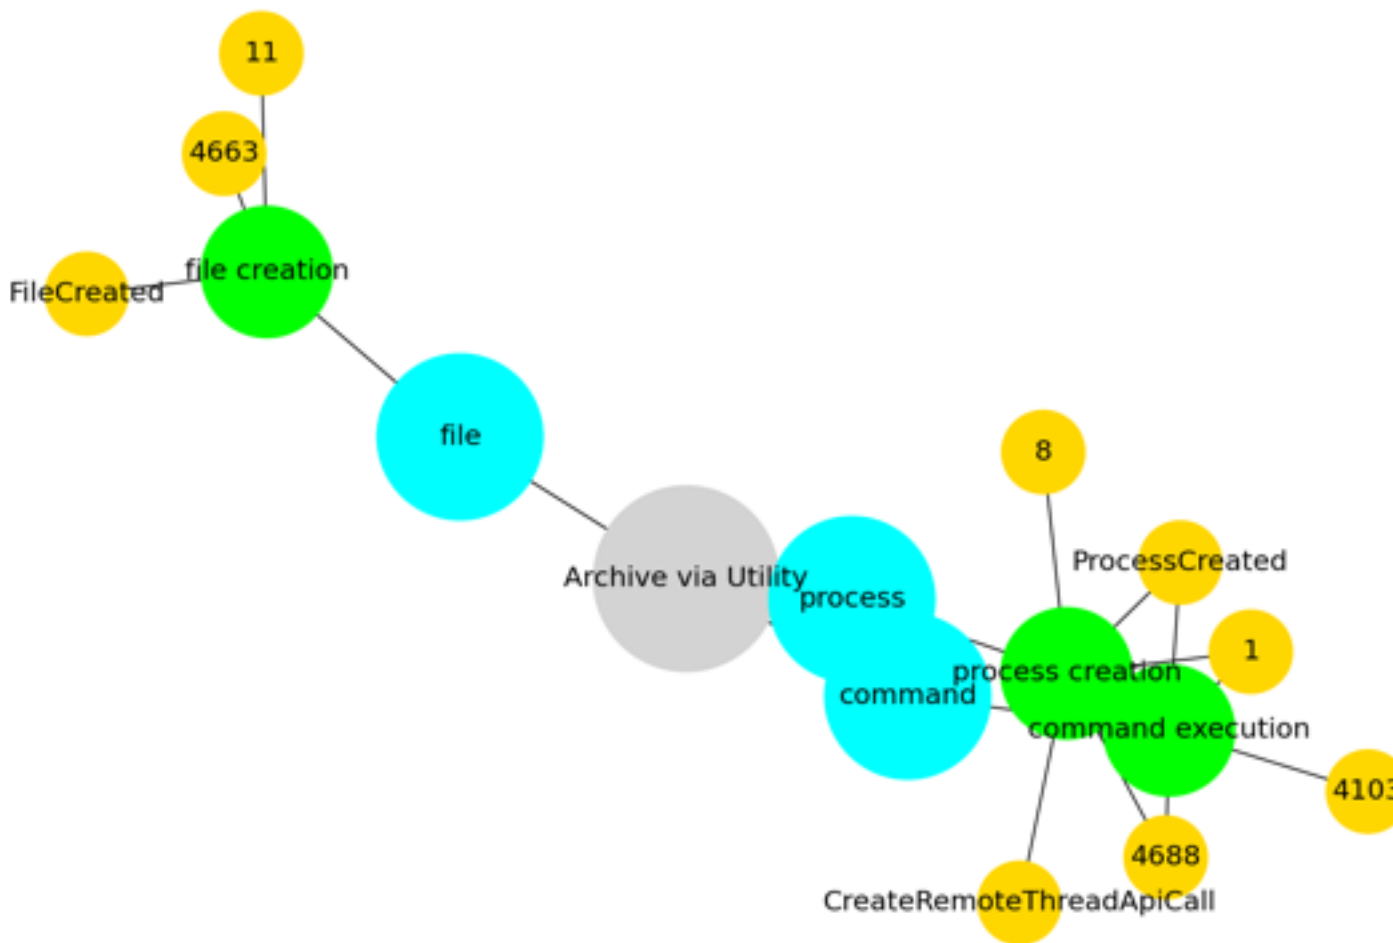 11
4663
file creation
FileCreated
file
8
ProcessCreated
Archive via Utility
process
1
process creation
command
command execution
4103
4688
CreateRemoteThreadApiCall